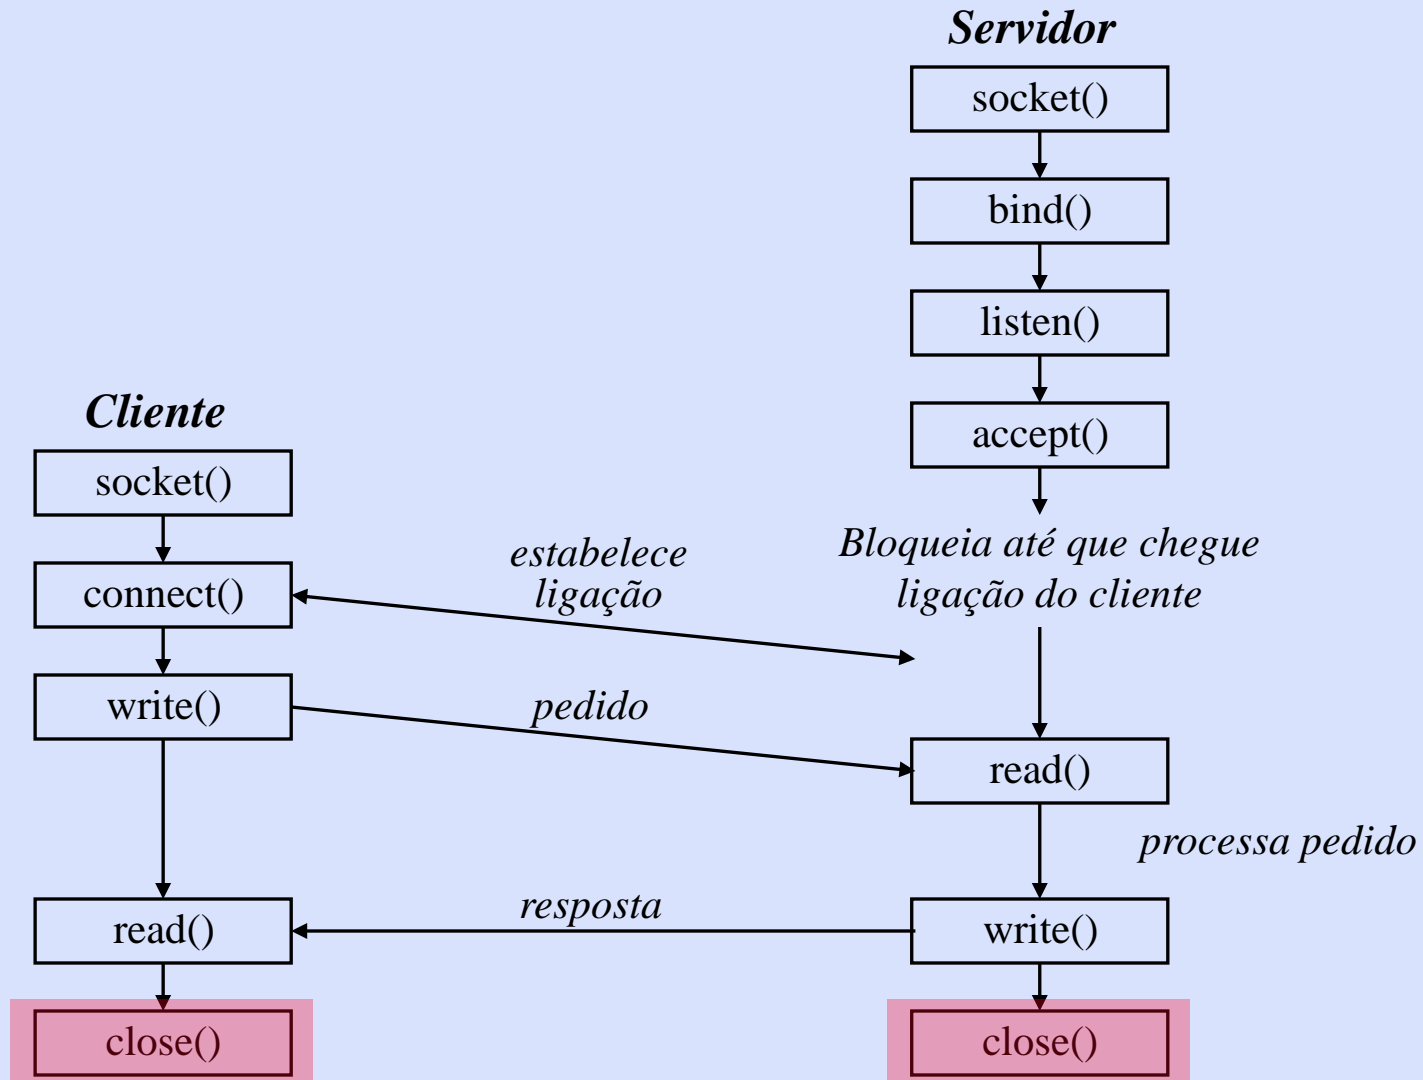 Servidor
socket()
bind()
listen()
accept()
Cliente
socket()
connect()
write()
read()
close()
estabelece
ligação
pedido
resposta
Bloqueia até que chegue
ligação do cliente
read()
processa pedido
write()
close()